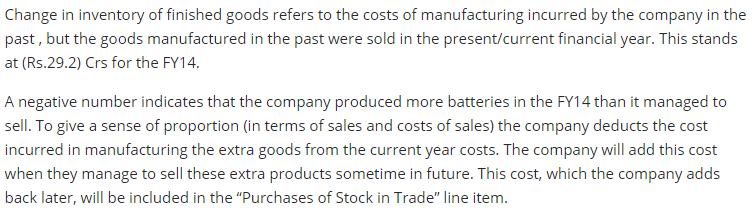 Change in inventory of finished goods refers to the costs of manufacturing incurred by the company in the
past , but the goods manufactured in the past were sold in the present/current financial year. This stands
at (Rs.29.2) Crs for the FY14.
A negative number indicates that the company produced more batteries in the FY14 than it managed to
sell. To give a sense of proportion (in terms of sales and costs of sales) the company deducts the cost
incurred in manufacturing the extra goods from the current year costs. The company will add this cost
when they manage to sell these extra products sometime in future. This cost, which the company adds
back later, will be included in the “Purchases of Stock in Trade” line item.